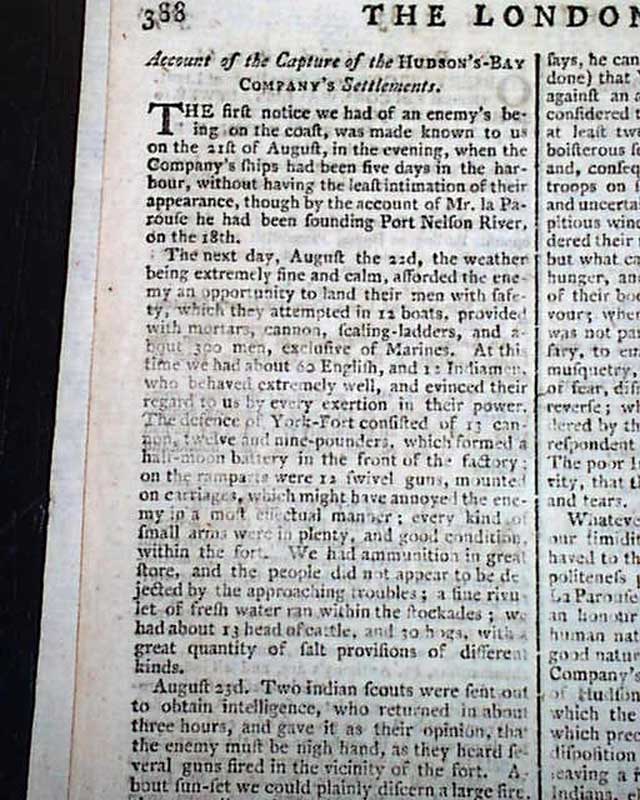 388
THE LONDON
Account of the Capture of the HUDSON'S-BAY
COMPANY'S Settlements.
THE firſt notice we had of an enemy's be-
ing on the coaſt, was made known to us
on the 21ſt of Auguſt, in the evening, when the
Company's ſhips had been five days in the har-
bour, without having the leaſt intimation of their
appearance, though by the account of Mr. la Pa-
rouſe he had been ſounding Port Nelſon River,
on the 18th.
The next day, Auguſt the 22d, the weather
being extremely fine and calm, afforded the ene-
my an opportunity to land their men with ſafe-
ty, which they attempted in 12 boats, provided
with mortars, cannon, ſcaling-ladders, and a-
bout 300 men, excluſive of Marines. At this
time we had about 60 Engliſh, and 12 Indiamen,
who behaved extremely well, and evinced their
regard to us by every exertion in their power.
The defence of York-Fort conſiſted of 13 can-
non, twelve and nine-pounders, which formed a
half-moon battery in the front of the factory;
on the ramparts were 12 ſwivel guns, mounted
on carriages, which might have annoyed the ene-
my in a moſt effectual manner; every kind of
ſmall arms were in plenty, and good condition,
within the fort. We had ammunition in great
ſtore, and the people did not appear to be de
jected by the approaching troubles; a fine rivu
let of freſh water ran within the ſtockades; we
had about 13 head of cattle, and 30 hogs, with a
great quantity of ſalt proviſions of different
kinds.
Auguſt 23d. Two Indian ſcouts were ſent out
to obtain intelligence, who returned in about
three hours, and gave it as their opinion, tha
the enemy muſt be nigh hand, as they heard ſe-
veral guns fired in the vicinity of the fort. A-
bout ſun-ſet we could plainly diſcern a large fire,
ſays, he can
done) that
againſt an a
conſidered t
at leaſt twe
boiſterous ſe
and, conſeq
troops on
and uncerta
pitious wine
dered their
but what ca
hunger, an
of their bo
vour; when
was not pa
ſary, to en
muſquetry,
of fear, diſt
reverſe; wh
dered by th
reſpondent
The poor I
rity, that t
and tears.
Whateve
our timidit
haved to th
politeneſs
La Parouſe
an honour
human nat
good natur
Company's
of Hudſon
which the
which prec
diſpoſition
leaving a
Indians, e